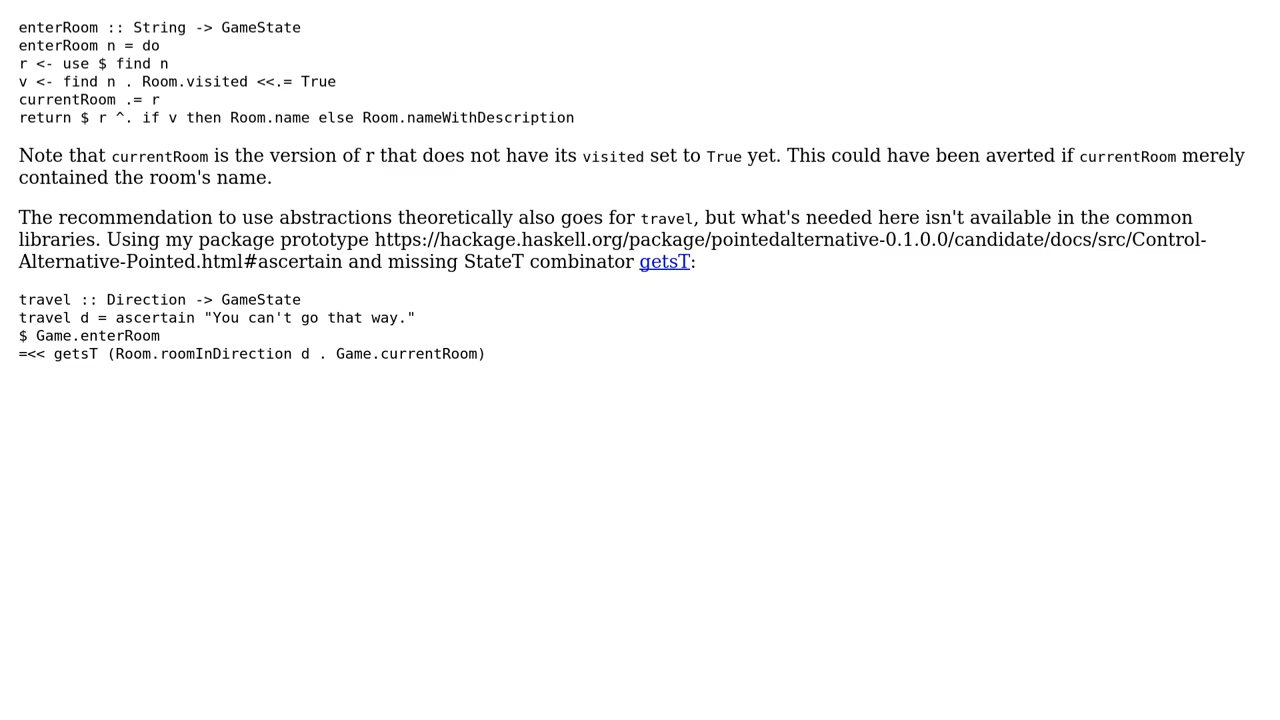 enterRoom :: String -> GameState
enterRoom n = do
r <- use $ find n
v <- find n . Room.visited <<.= True
currentRoom .= r
return $ r ^. if v then Room.name else Room.nameWithDescription
Note that currentRoom is the version of r that does not have its visited set to True yet. This could have been averted if currentRoom merely
contained the room's name.
The recommendation to use abstractions theoretically also goes for travel, but what's needed here isn't available in the common
libraries. Using my package prototype https://hackage.haskell.org/package/pointedalternative-0.1.0.0/candidate/docs/src/Control-
Alternative-Pointed.html#ascertain and missing StateT combinator getsT:
travel :: Direction -> GameState
travel d = ascertain "You can't go that way."
$ Game.enterRoom
=<< getsT (Room.roomInDirection d . Game.currentRoom)